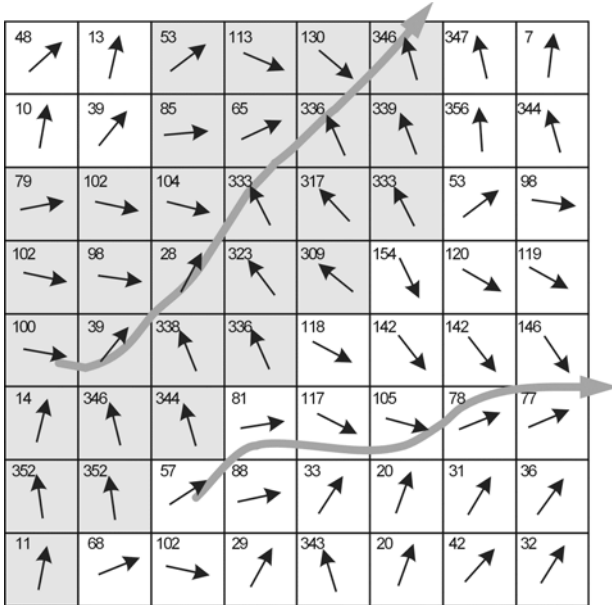 48 13 53 113 130 346 347 7
10 39 85 65 336 339 356 344
79 102 104 333 317 333 53 98
102 98 28 323 309 154 120 119
100 39 338 336 118 142 142 146
14 346 344 81 117 105 78 77
352 352 57 88 33 20 31 36
11 68 102 29 343 20 42 32